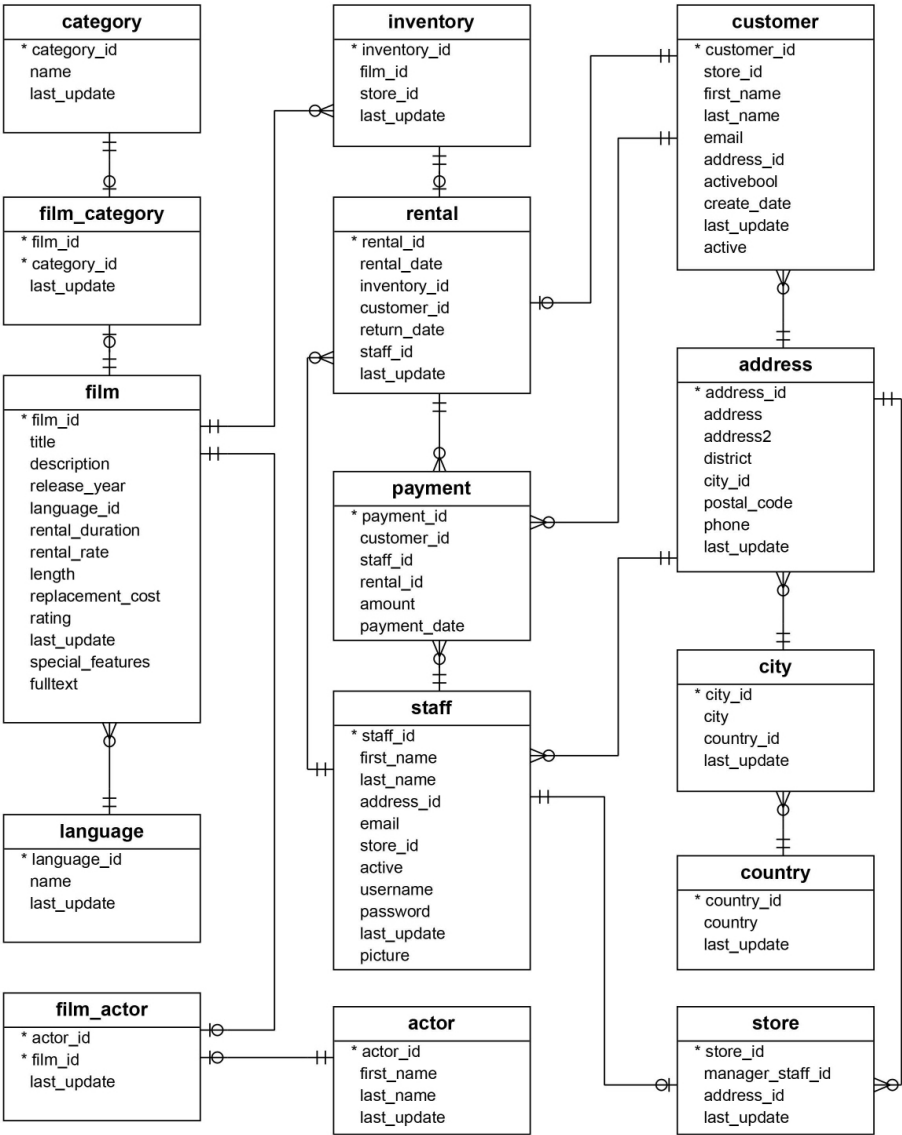 category
* category_id
name
last_update
film_category
* film_id
* category_id
last_update
film
* film_id
title
description
release_year
language_id
rental_duration
rental_rate
length
replacement_cost
rating
last_update
special_features
fulltext
language
* language_id
name
last_update
film_actor
* actor_id
* film_id
last_update
inventory
* inventory_id
film_id
store_id
last_update
rental
* rental_id
rental_date
inventory_id
customer_id
return_date
staff_id
last_update
payment
* payment_id
customer_id
staff_id
rental_id
amount
payment_date
staff
* staff_id
first_name
last_name
address_id
email
store_id
active
username
password
last_update
picture
actor
* actor_id
first_name
last_name
last_update
customer
* customer_id
store_id
first_name
last_name
email
address_id
activebool
create_date
last_update
active
address
* address_id
address
address2
district
city_id
postal_code
phone
last_update
city
* city_id
city
country_id
last_update
country
* country_id
country
last_update
store
* store_id
manager_staff_id
address_id
last_update